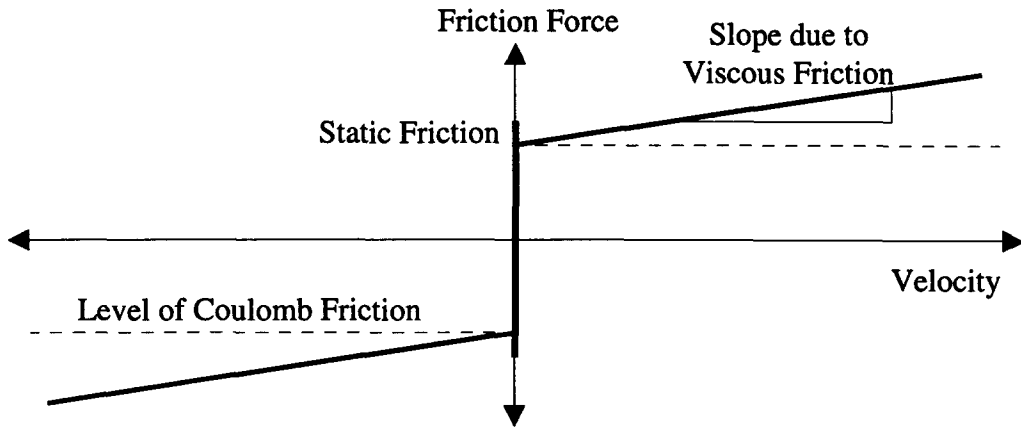 Friction Force
Slope due to
Viscous Friction
Static Friction
Velocity
Level of Coulomb Friction